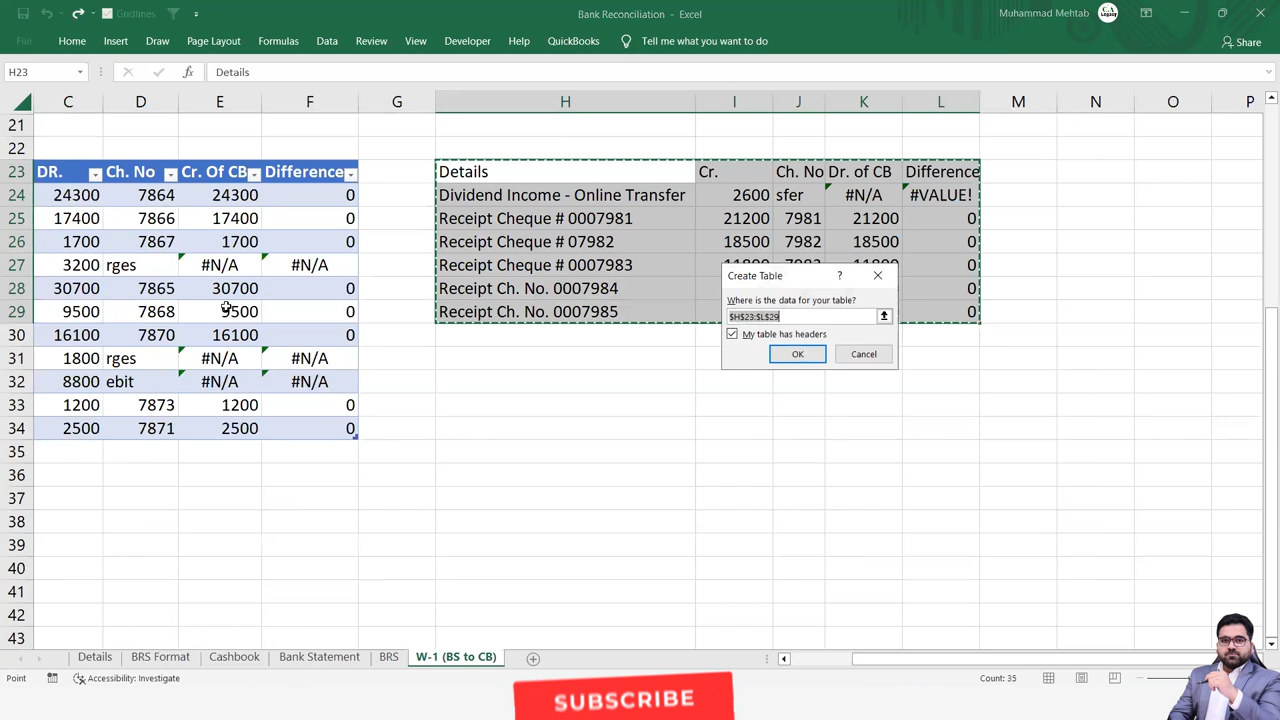 Gridlines
Bank Reconciliation - Excel
Muhammad Mehtab
File Home Insert Draw Page Layout Formulas Data Review View Developer Help QuickBooks Tell me what you want to do Share
H23 fx Details
C D E F G H I J K L M N O P
21
22
23 DR. Ch. No Cr. Of CB Difference Details Cr. Ch. No Dr. of CB Difference
24 24300 7864 24300 0 Dividend Income - Online Transfer 2600 sfer #N/A #VALUE!
25 17400 7866 17400 0 Receipt Cheque # 0007981 21200 7981 21200 0
26 1700 7867 1700 0 Receipt Cheque # 07982 18500 7982 18500 0
27 3200 rges #N/A #N/A Receipt Cheque # 0007983 0
28 30700 7865 30700 0 Receipt Ch. No. 0007984 0
29 9500 7868 9500 0 Receipt Ch. No. 0007985 0
30 16100 7870 16100 0
31 1800 rges #N/A #N/A
32 8800 ebit #N/A #N/A
33 1200 7873 1200 0
34 2500 7871 2500 0
35
36
37
38
39
40
41
42
43
Create Table ?
Where is the data for your table?
$H$23:$L$29
My table has headers
OK Cancel
Details BRS Format Cashbook Bank Statement BRS W-1 (BS to CB)
Point Accessibility: Investigate Count: 35
SUBSCRIBE